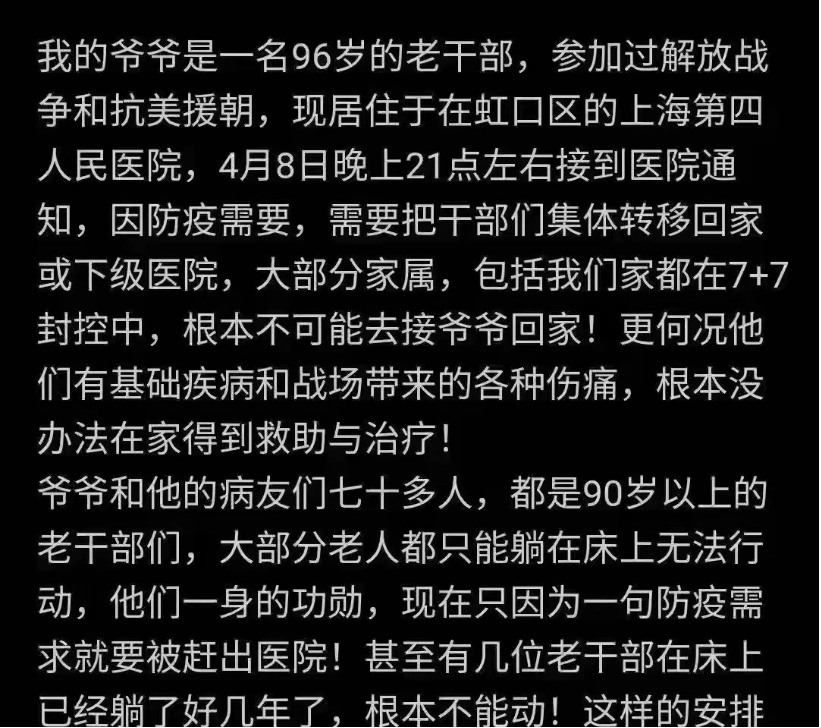 我的爷爷是一名96岁的老干部，参加过解放战
争和抗美援朝，现居住于在虹口区的上海第四
人民医院，4月8日晚上21点左右接到医院通
知，因防疫需要，需要把干部们集体转移回家
或下级医院，大部分家属，包括我们家都在7+7
封控中，根本不可能去接爷爷回家！更何况他
们有基础疾病和战场带来的各种伤痛，根本没
办法在家得到救助与治疗！
爷爷和他的病友们七十多人，都是90岁以上的
老干部们，大部分老人都只能躺在床上无法行
动，他们一身的功勋，现在只因为一句防疫需
求就要被赶出医院！甚至有几位老干部在床上
已经躺了好几年了，根本不能动！这样的安排